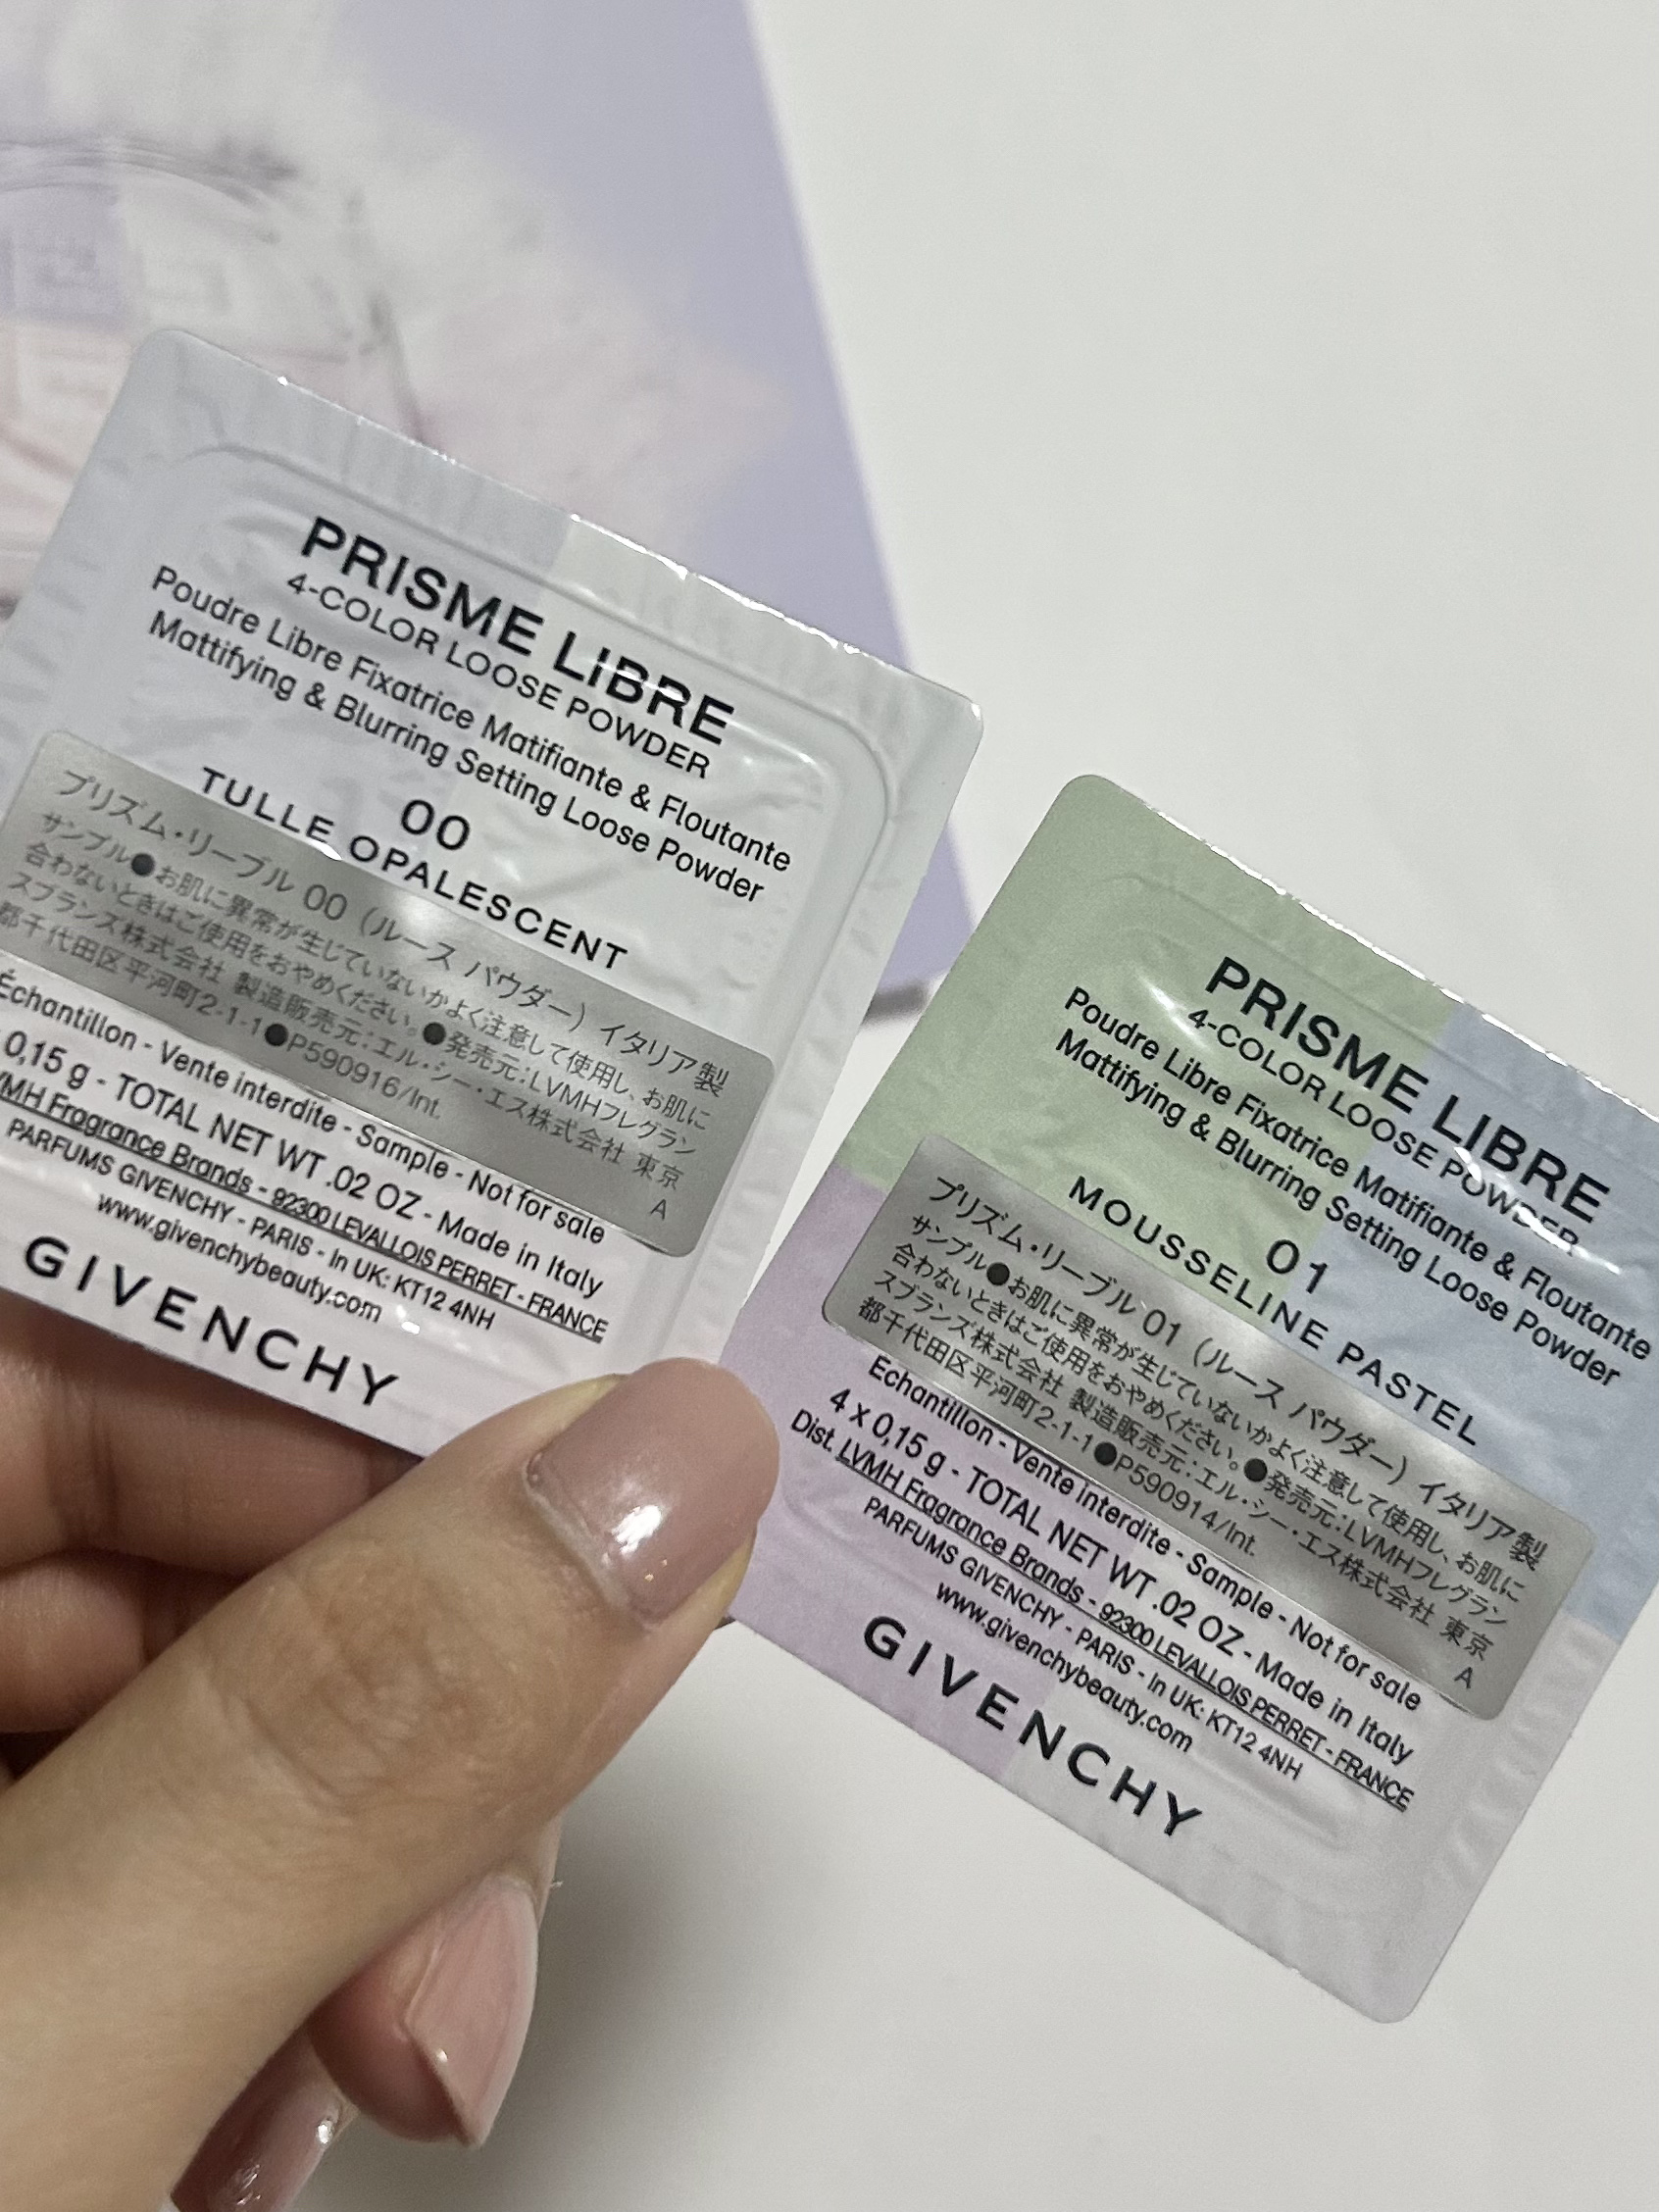 PRISME LIBRE
4-COLOR LOOSE POWDER
Poudre Libre Fixatrice Matifiante & Floutante
Mattifying & Blurring Setting Loose Powder
00
TULLE OPALESCENT
プリズム・リーブル 00（ルース パウダー）イタリア製
サンプル●お肌に異常が生じていないかよく注意して使用し、お肌に
合わないときはご使用をおやめください。●発売元:LVMHフレグラン
スブランズ株式会社 製造販売元:エル・シー・エス株式会社 東京
都千代田区平河町2-1-1●P590916/Int. A
Échantillon - Vente interdite - Sample - Not for sale
0,15 g - TOTAL NET WT .02 OZ - Made in Italy
MH Fragrance Brands - 92300 LEVALLOIS PERRET - FRANCE
PARFUMS GIVENCHY - PARIS - In UK: KT12 4NH
www.givenchybeauty.com
GIVENCHY
PRISME LIBRE
4-COLOR LOOSE POWDER
Poudre Libre Fixatrice Matifiante & Floutante
Mattifying & Blurring Setting Loose Powder
01
MOUSSELINE PASTEL
プリズム・リーブル 01（ルース パウダー）イタリア製
サンプル●お肌に異常が生じていないかよく注意して使用し、お肌に
合わないときはご使用をおやめください。●発売元:LVMHフレグラン
スブランズ株式会社 製造販売元:エル・シー・エス株式会社 東京
都千代田区平河町2-1-1●P590914/Int. A
Échantillon - Vente interdite - Sample - Not for sale
4 x 0,15 g - TOTAL NET WT .02 OZ - Made in Italy
Dist. LVMH Fragrance Brands - 92300 LEVALLOIS PERRET - FRANCE
PARFUMS GIVENCHY - PARIS - In UK: KT12 4NH
www.givenchybeauty.com
GIVENCHY